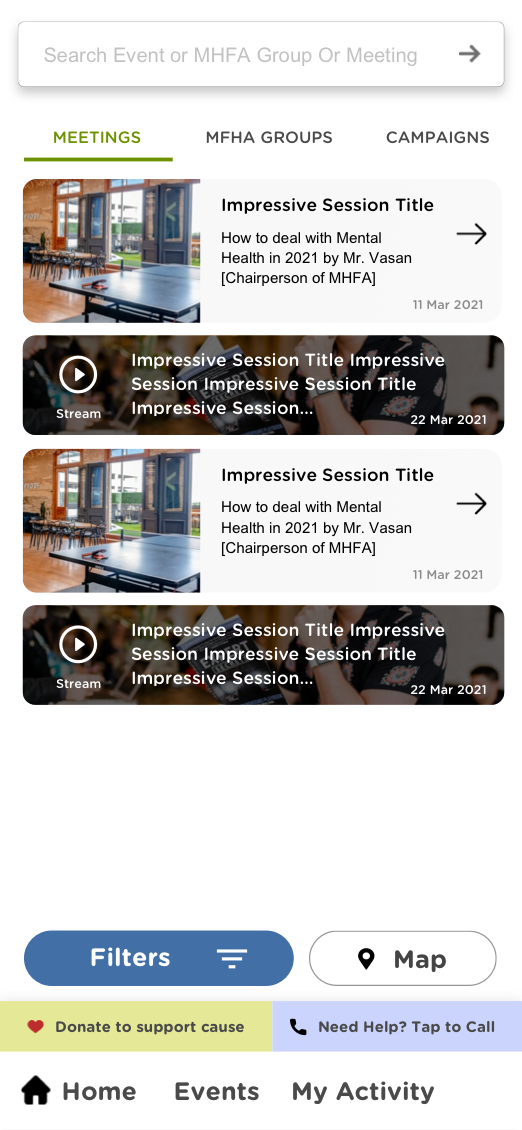 Search Event or MHFA Group Or Meeting
MEETINGS MFHA GROUPS CAMPAIGNS
Impressive Session Title
How to deal with Mental
Health in 2021 by Mr. Vasan
[Chairperson of MHFA]
11 Mar 2021
Impressive Session Title Impressive
Session Impressive Session Title
Impressive Session...
Stream
22 Mar 2021
Impressive Session Title
How to deal with Mental
Health in 2021 by Mr. Vasan
[Chairperson of MHFA]
11 Mar 2021
Impressive Session Title Impressive
Session Impressive Session Title
Impressive Session...
Stream
22 Mar 2021
Filters Map
Donate to support cause Need Help? Tap to Call
Home Events My Activity